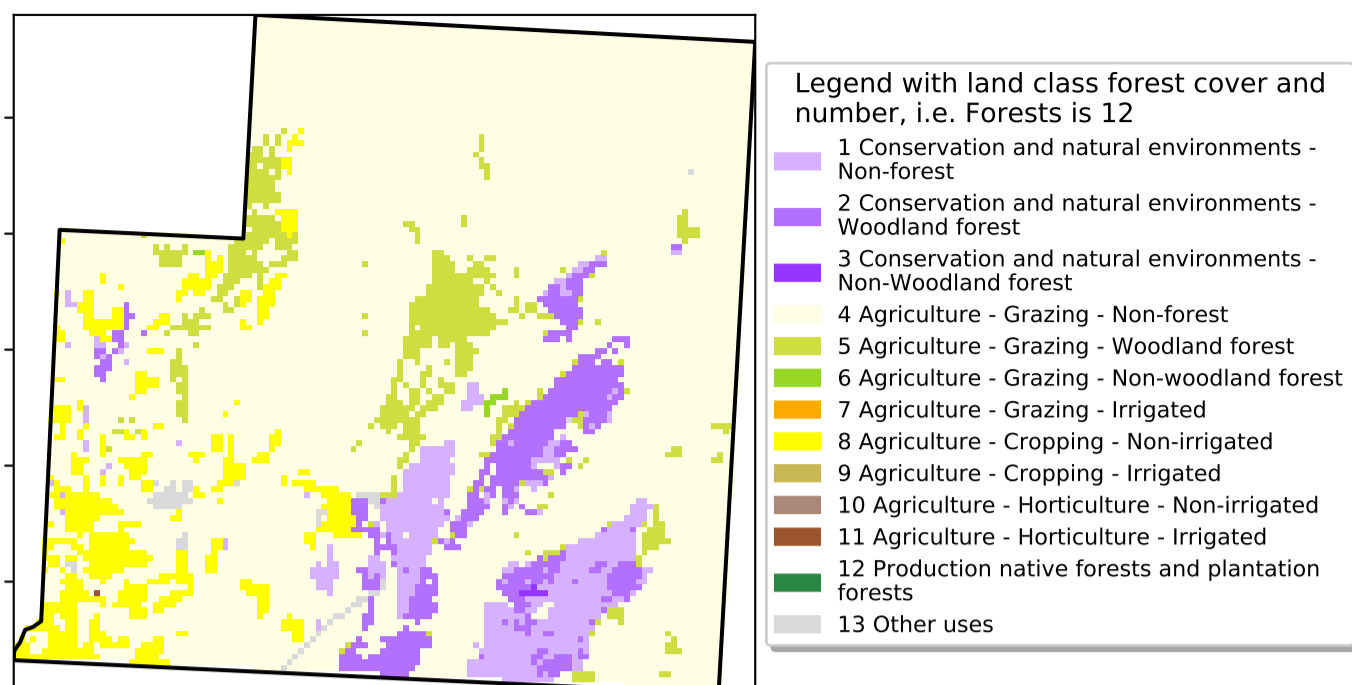 Legend with land class forest cover and
number, i.e. Forests is 12
1 Conservation and natural environments -
Non-forest
2 Conservation and natural environments -
Woodland forest
3 Conservation and natural environments -
Non-Woodland forest
4 Agriculture - Grazing - Non-forest
5 Agriculture - Grazing - Woodland forest
6 Agriculture - Grazing - Non-woodland forest
7 Agriculture - Grazing - Irrigated
8 Agriculture - Cropping - Non-irrigated
9 Agriculture - Cropping - Irrigated
10 Agriculture - Horticulture - Non-irrigated
11 Agriculture - Horticulture - Irrigated
12 Production native forests and plantation
forests
13 Other uses